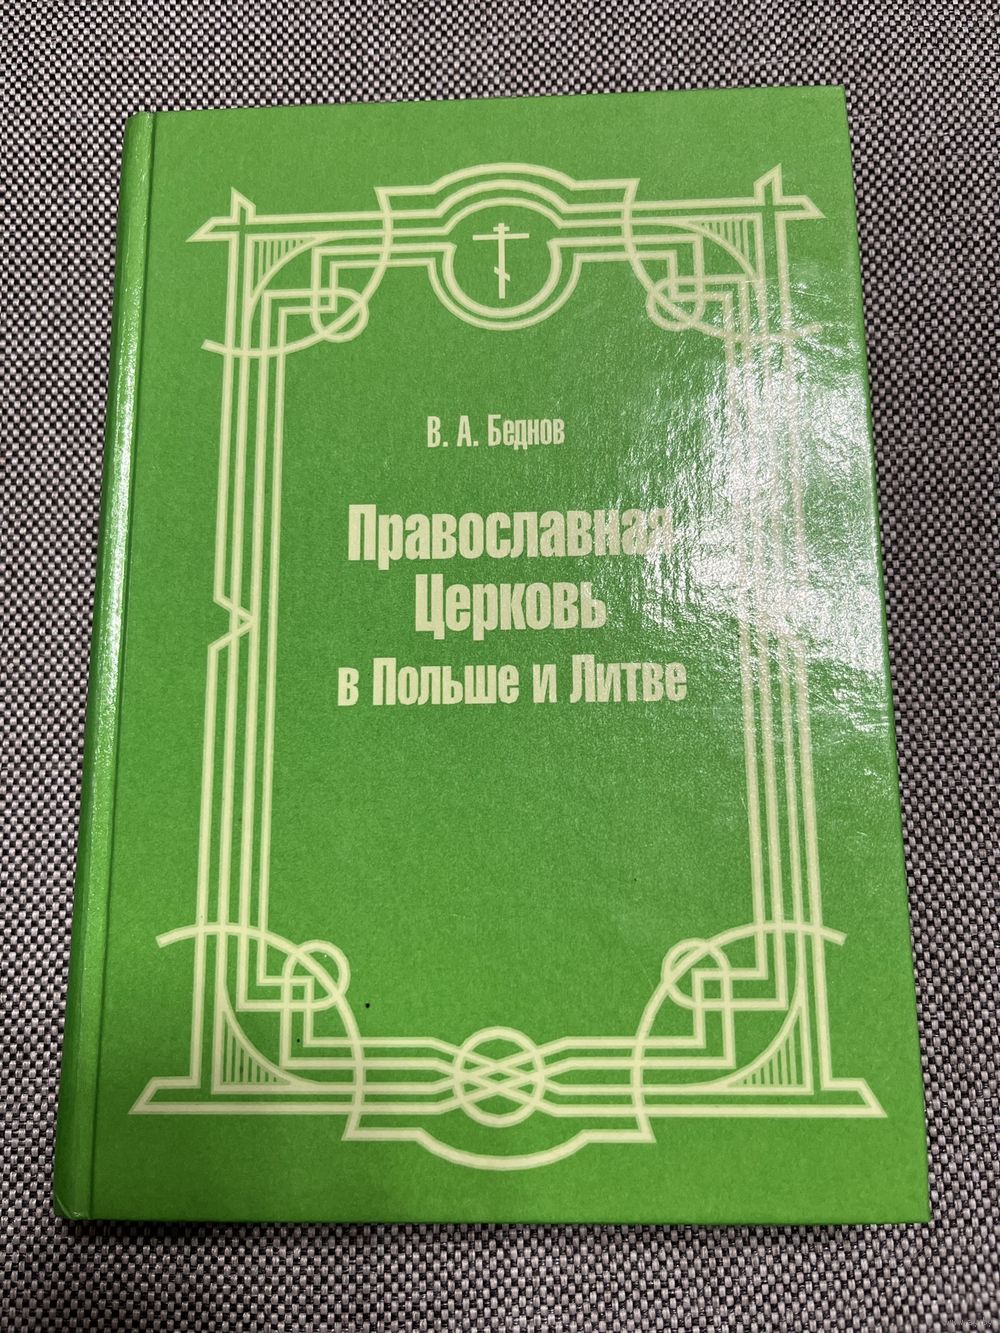 В. А. Беднов
Православная
Церковь
в Польше и Литве